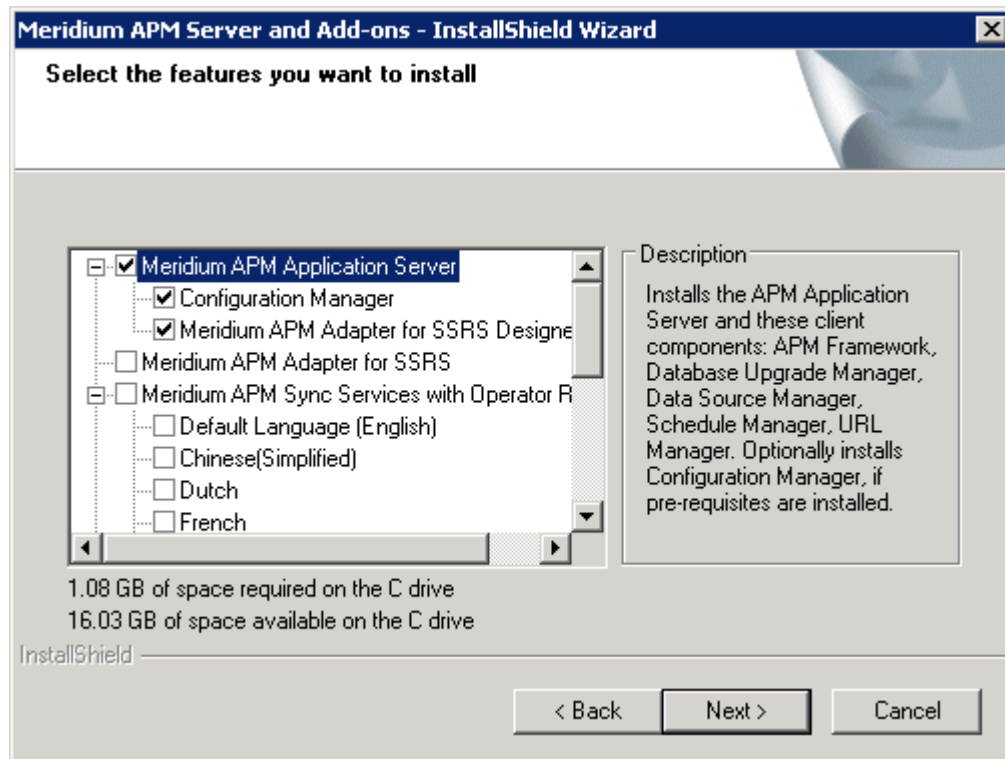 Meridium APM Server and Add-ons - InstallShield Wizard
Select the features you want to install
Meridium APM Application Server
Configuration Manager
Meridium APM Adapter for SSRS Designe
Meridium APM Adapter for SSRS
Meridium APM Sync Services with Operator R
Default Language (English)
Chinese(Simplified)
Dutch
French
Description
Installs the APM Application
Server and these client
components: APM Framework,
Database Upgrade Manager,
Data Source Manager,
Schedule Manager, URL
Manager. Optionally installs
Configuration Manager, if
pre-requisites are installed.
1.08 GB of space required on the C drive
16.03 GB of space available on the C drive
InstallShield
< Back
Next >
Cancel